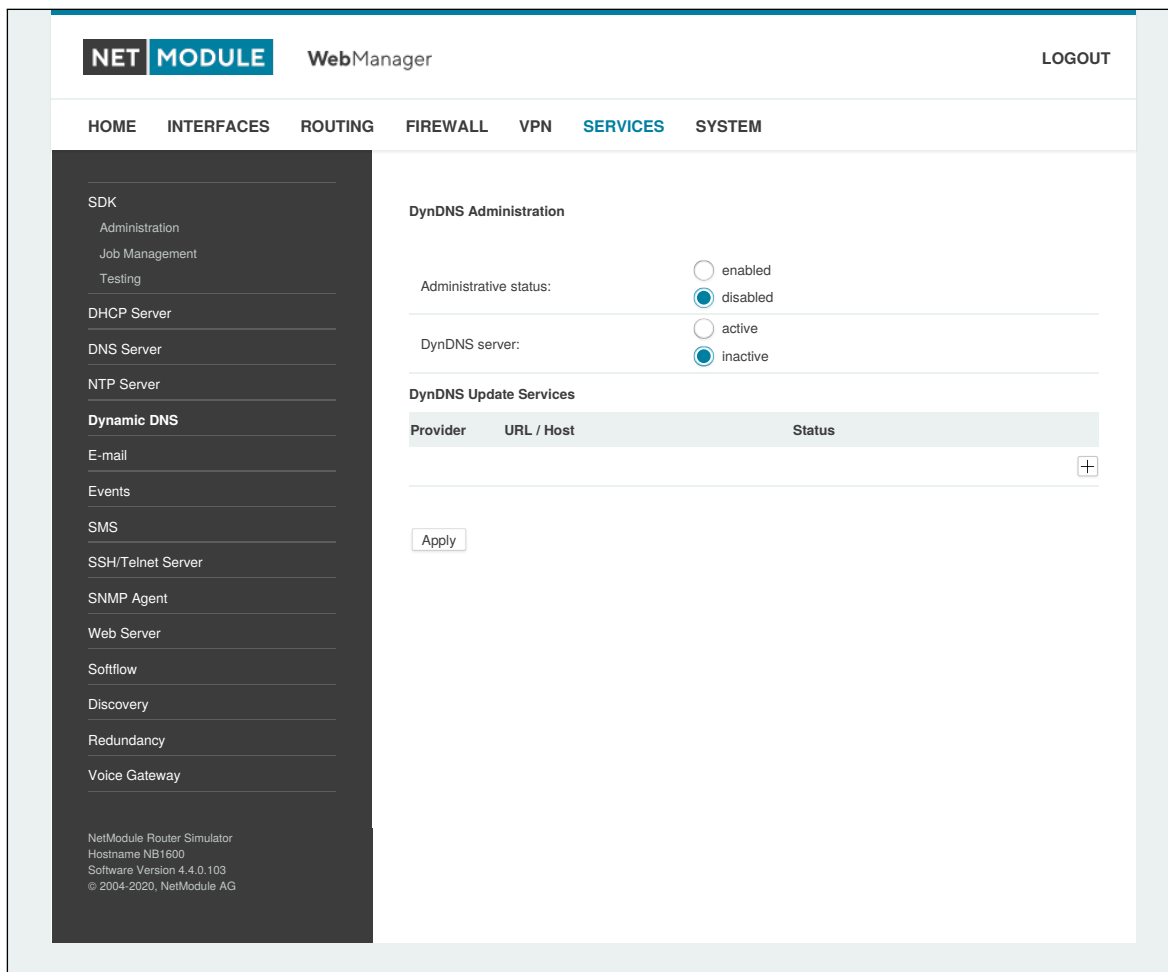 NET MODULE WebManager LOGOUT
HOME INTERFACES ROUTING FIREWALL VPN SERVICES SYSTEM
SDK
Administration
Job Management
Testing
DHCP Server
DNS Server
NTP Server
Dynamic DNS
E-mail
Events
SMS
SSH/Telnet Server
SNMP Agent
Web Server
Softflow
Discovery
Redundancy
Voice Gateway
NetModule Router Simulator
Hostname NB1600
Software Version 4.4.0.103
© 2004-2020, NetModule AG
DynDNS Administration
Administrative status:
enabled
disabled
DynDNS server:
active
inactive
DynDNS Update Services
Provider URL / Host Status
Apply